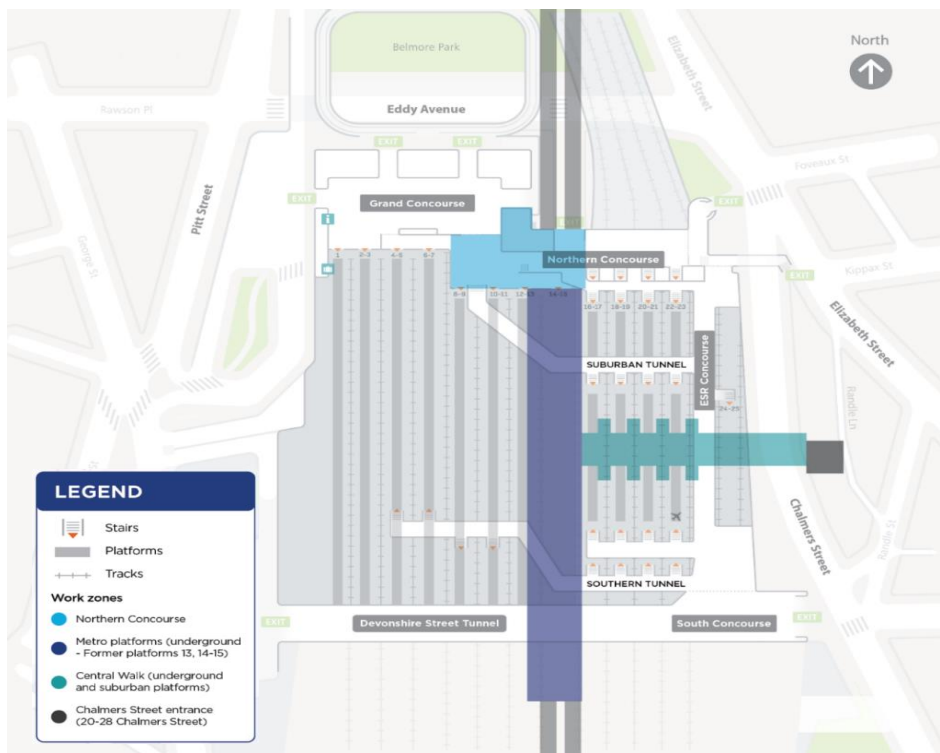 North
Belmore Park
Elizabeth Street
Rawson Pl
Eddy Avenue
EXIT
EXIT
Foveaux St
Pitt Street
EXIT
Grand Concourse
EXIT
i
George St
Northern Concourse
1
2-3
4-5
6-7
EXIT
Kippax St
8-9
10-11
12-13
14-15
16-17
18-19
20-21
22-23
Elizabeth Street
SUBURBAN TUNNEL
ESR Concourse
24-25
Randle Ln
LEGEND
Stairs
Platforms
Tracks
Work zones
Northern Concourse
Metro platforms (underground
- Former platforms 13, 14-15)
Central Walk (underground
and suburban platforms)
Chalmers Street entrance
(20-28 Chalmers Street)
Chalmers Street
Randle St
SOUTHERN TUNNEL
EXIT
Devonshire Street Tunnel
South Concourse
EXIT